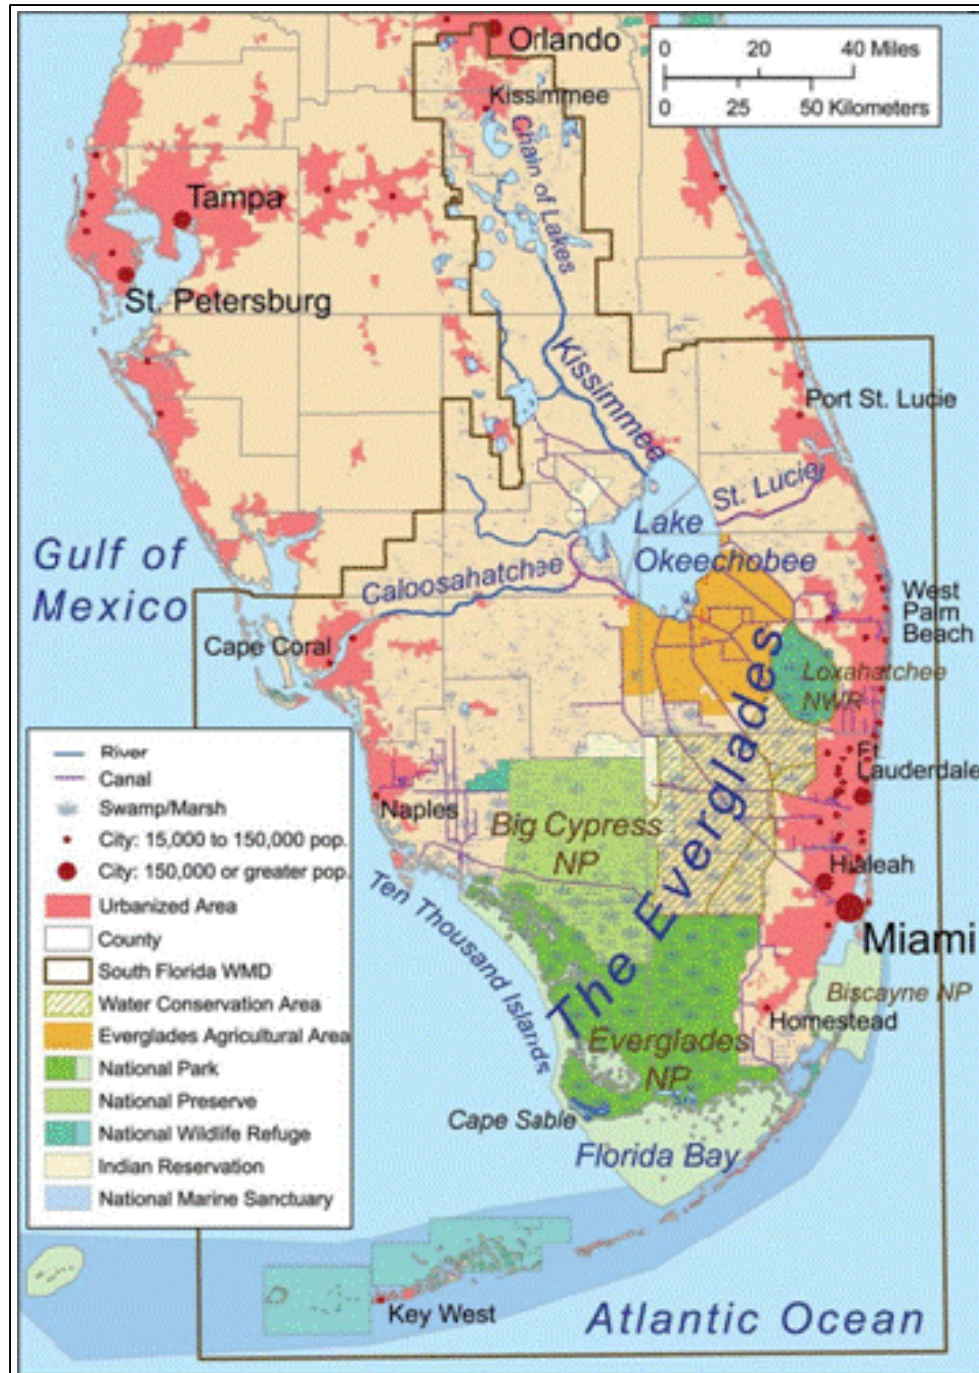 Orlando
0 20 40 Miles
0 25 50 Kilometers
Kissimmee
Chain of Lakes
Tampa
St. Petersburg
Kissimmee
Port St. Lucie
St. Lucie
Lake
Okeechobee
Gulf of
Mexico
Caloosahatchee
West
Palm
Beach
Cape Coral
Loxahatchee
NWR
The Everglades
Ft.
Lauderdale
Naples
Big Cypress
NP
Hialeah
Miami
Ten Thousand Islands
Biscayne NP
Homestead
Everglades
NP
Cape Sable
Florida Bay
Key West
Atlantic Ocean
River
Canal
Swamp/Marsh
City: 15,000 to 150,000 pop.
City: 150,000 or greater pop.
Urbanized Area
County
South Florida WMD
Water Conservation Area
Everglades Agricultural Area
National Park
National Preserve
National Wildlife Refuge
Indian Reservation
National Marine Sanctuary